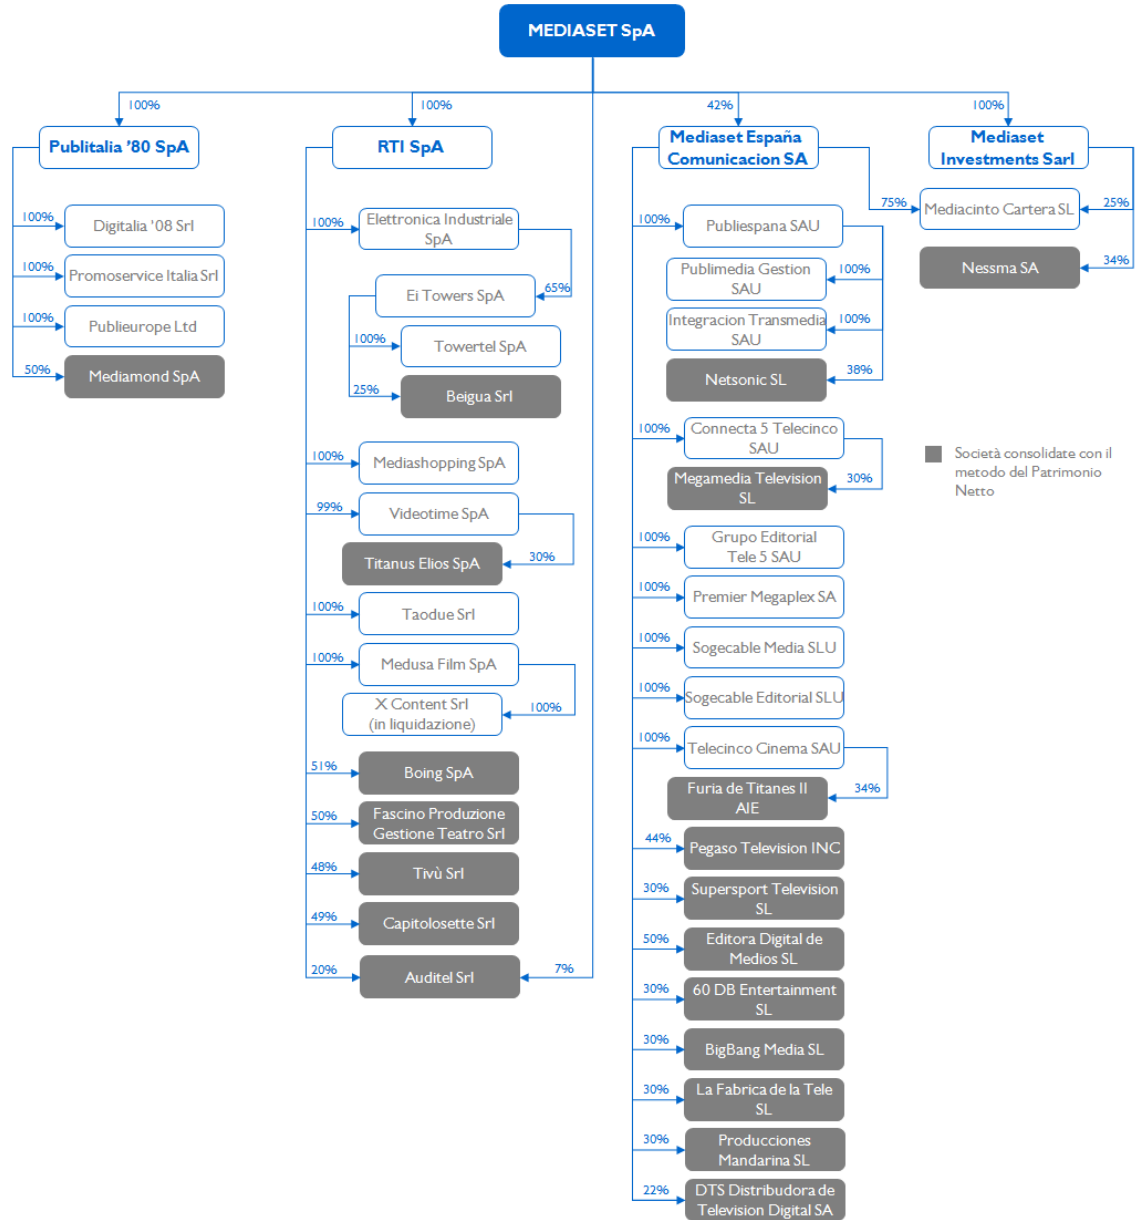 MEDIASET SpA
100%
100%
42%
100%
Publitalia ’80 SpA
RTI SpA
Mediaset España
Comunicacion SA
Mediaset
Investments Sarl
100%
Digitalia ’08 Srl
100%
Promoservice Italia Srl
100%
Publieurope Ltd
50%
Mediamond SpA
100%
Elettronica Industriale
SpA
Ei Towers SpA
65%
100%
Towertel SpA
25%
Beigua Srl
100%
Mediashopping SpA
99%
Videotime SpA
Titanus Elios SpA
30%
100%
Taodue Srl
100%
Medusa Film SpA
X Content Srl
(in liquidazione)
100%
51%
Boing SpA
50%
Fascino Produzione
Gestione Teatro Srl
48%
Tivù Srl
49%
Capitolosette Srl
20%
Auditel Srl
7%
100%
Publiespana SAU
Publimedia Gestion
SAU
100%
Integracion Transmedia
SAU
100%
Netsonic SL
38%
100%
Connecta 5 Telecinco
SAU
Megamedia Television
SL
30%
100%
Grupo Editorial
Tele 5 SAU
100%
Premier Megaplex SA
100%
Sogecable Media SLU
100%
Sogecable Editorial SLU
100%
Telecinco Cinema SAU
Furia de Titanes II
AIE
34%
44%
Pegaso Television INC
30%
Supersport Television
SL
50%
Editora Digital de
Medios SL
30%
60 DB Entertainment
SL
30%
BigBang Media SL
30%
La Fabrica de la Tele
SL
30%
Producciones
Mandarina SL
22%
DTS Distribudora de
Television Digital SA
75%
Mediacinto Cartera SL
25%
Nessma SA
34%
Società consolidate con il
metodo del Patrimonio
Netto